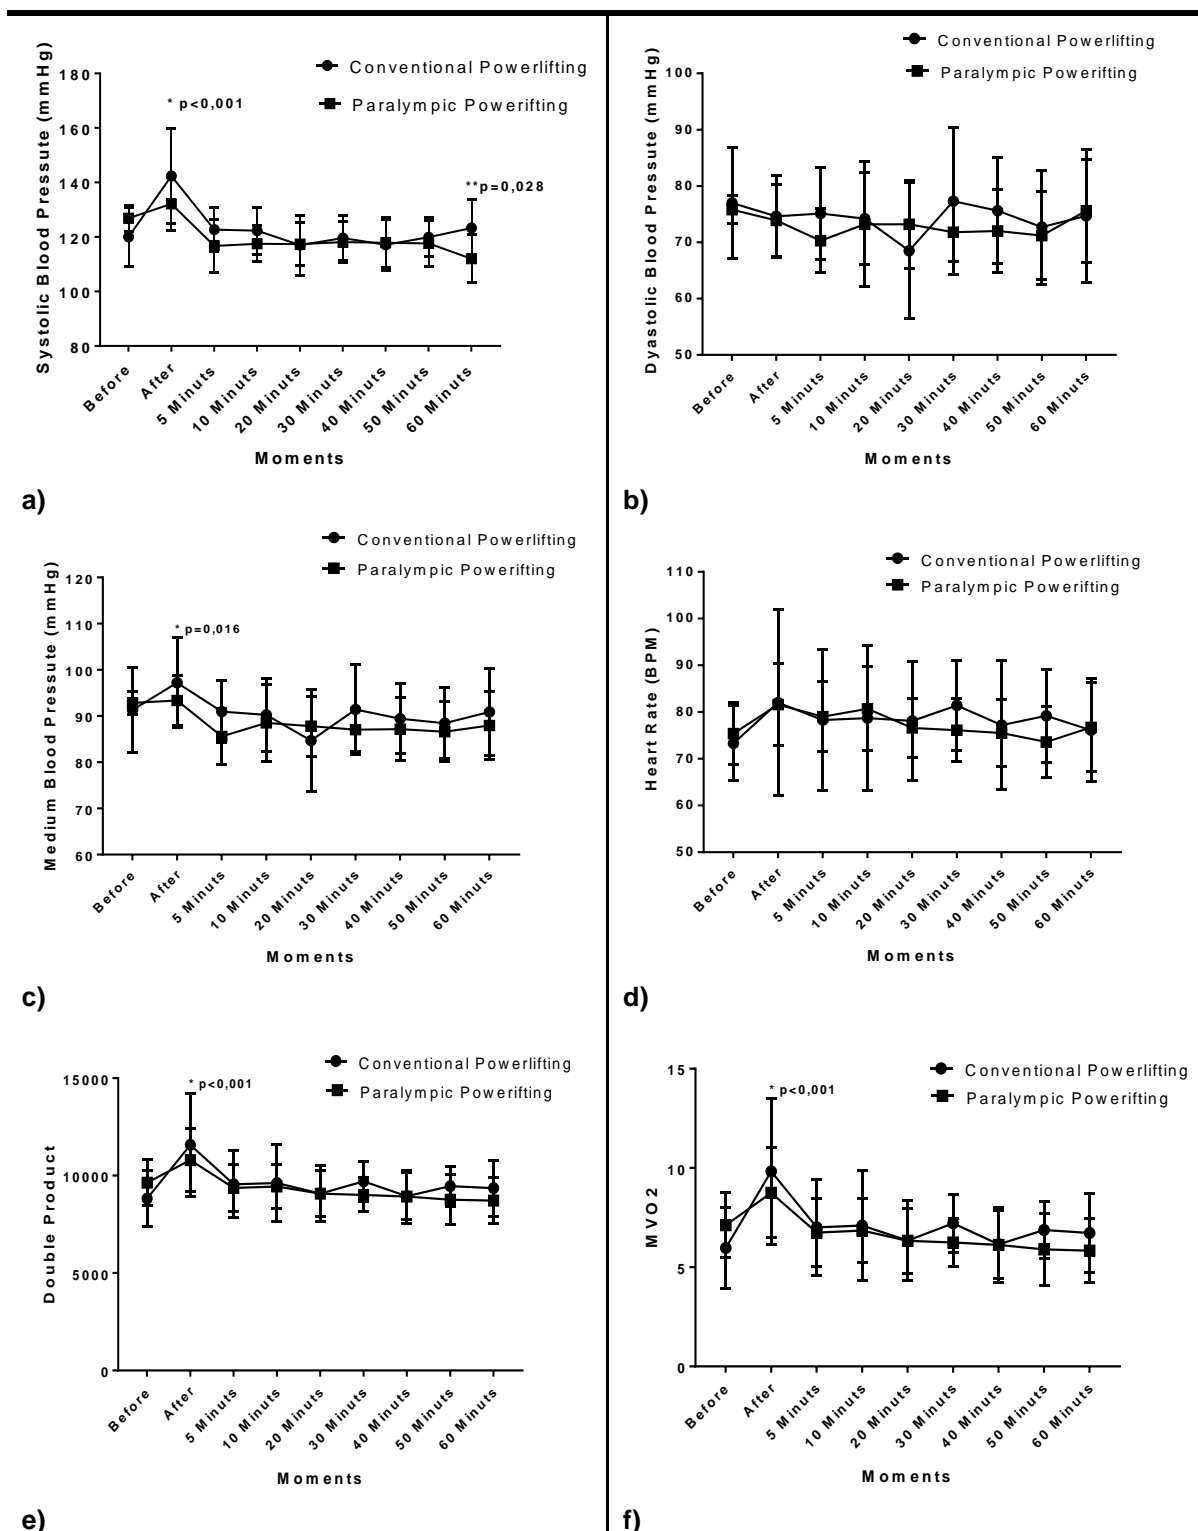 Systolic Blood Pressute (mmHg)
Conventional Powerlifting
Paralympic Powerifting
180
160
140
120
100
80
* p<0,001
**p=0,028
Before
After
5 Minuts
10 Minuts
20 Minuts
30 Minuts
40 Minuts
50 Minuts
60 Minuts
Moments
a)
Dyastolic Blood Pressute (mmHg)
Conventional Powerlifting
Paralympic Powerifting
100
90
80
70
60
50
Before
After
5 Minuts
10 Minuts
20 Minuts
30 Minuts
40 Minuts
50 Minuts
60 Minuts
Moments
b)
Medium Blood Pressute (mmHg)
Conventional Powerlifting
Paralympic Powerifting
120
110
100
90
80
70
60
* p=0,016
Before
After
5 Minuts
10 Minuts
20 Minuts
30 Minuts
40 Minuts
50 Minuts
60 Minuts
Moments
c)
Heart Rate (BPM)
Conventional Powerlifting
Paralympic Powerifting
110
100
90
80
70
60
50
Before
After
5 Minuts
10 Minuts
20 Minuts
30 Minuts
40 Minuts
50 Minuts
60 Minuts
Moments
d)
Double Product
Conventional Powerlifting
Paralympic Powerifting
15000
10000
5000
0
* p<0,001
Before
After
5 Minuts
10 Minuts
20 Minuts
30 Minuts
40 Minuts
50 Minuts
60 Minuts
Moments
e)
MVO2
Conventional Powerlifting
Paralympic Powerifting
15
10
5
0
* p<0,001
Before
After
5 Minuts
10 Minuts
20 Minuts
30 Minuts
40 Minuts
50 Minuts
60 Minuts
Moments
f)